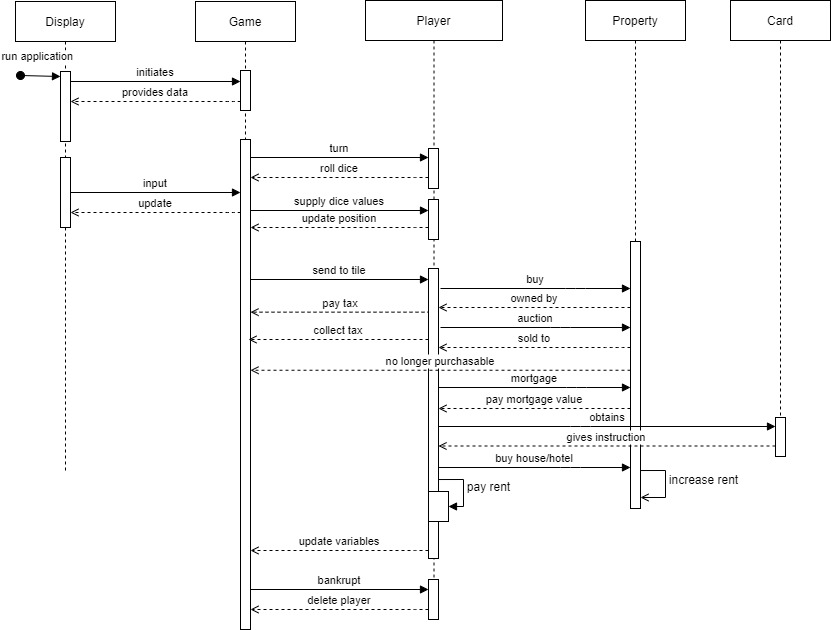 Display
Game
Player
Property
Card
run application
initiates
provides data
turn
roll dice
input
supply dice values
update
update position
send to tile
buy
owned by
pay tax
auction
collect tax
sold to
no longer purchasable
mortgage
pay mortgage value
obtains
gives instruction
buy house/hotel
increase rent
pay rent
update variables
bankrupt
delete player